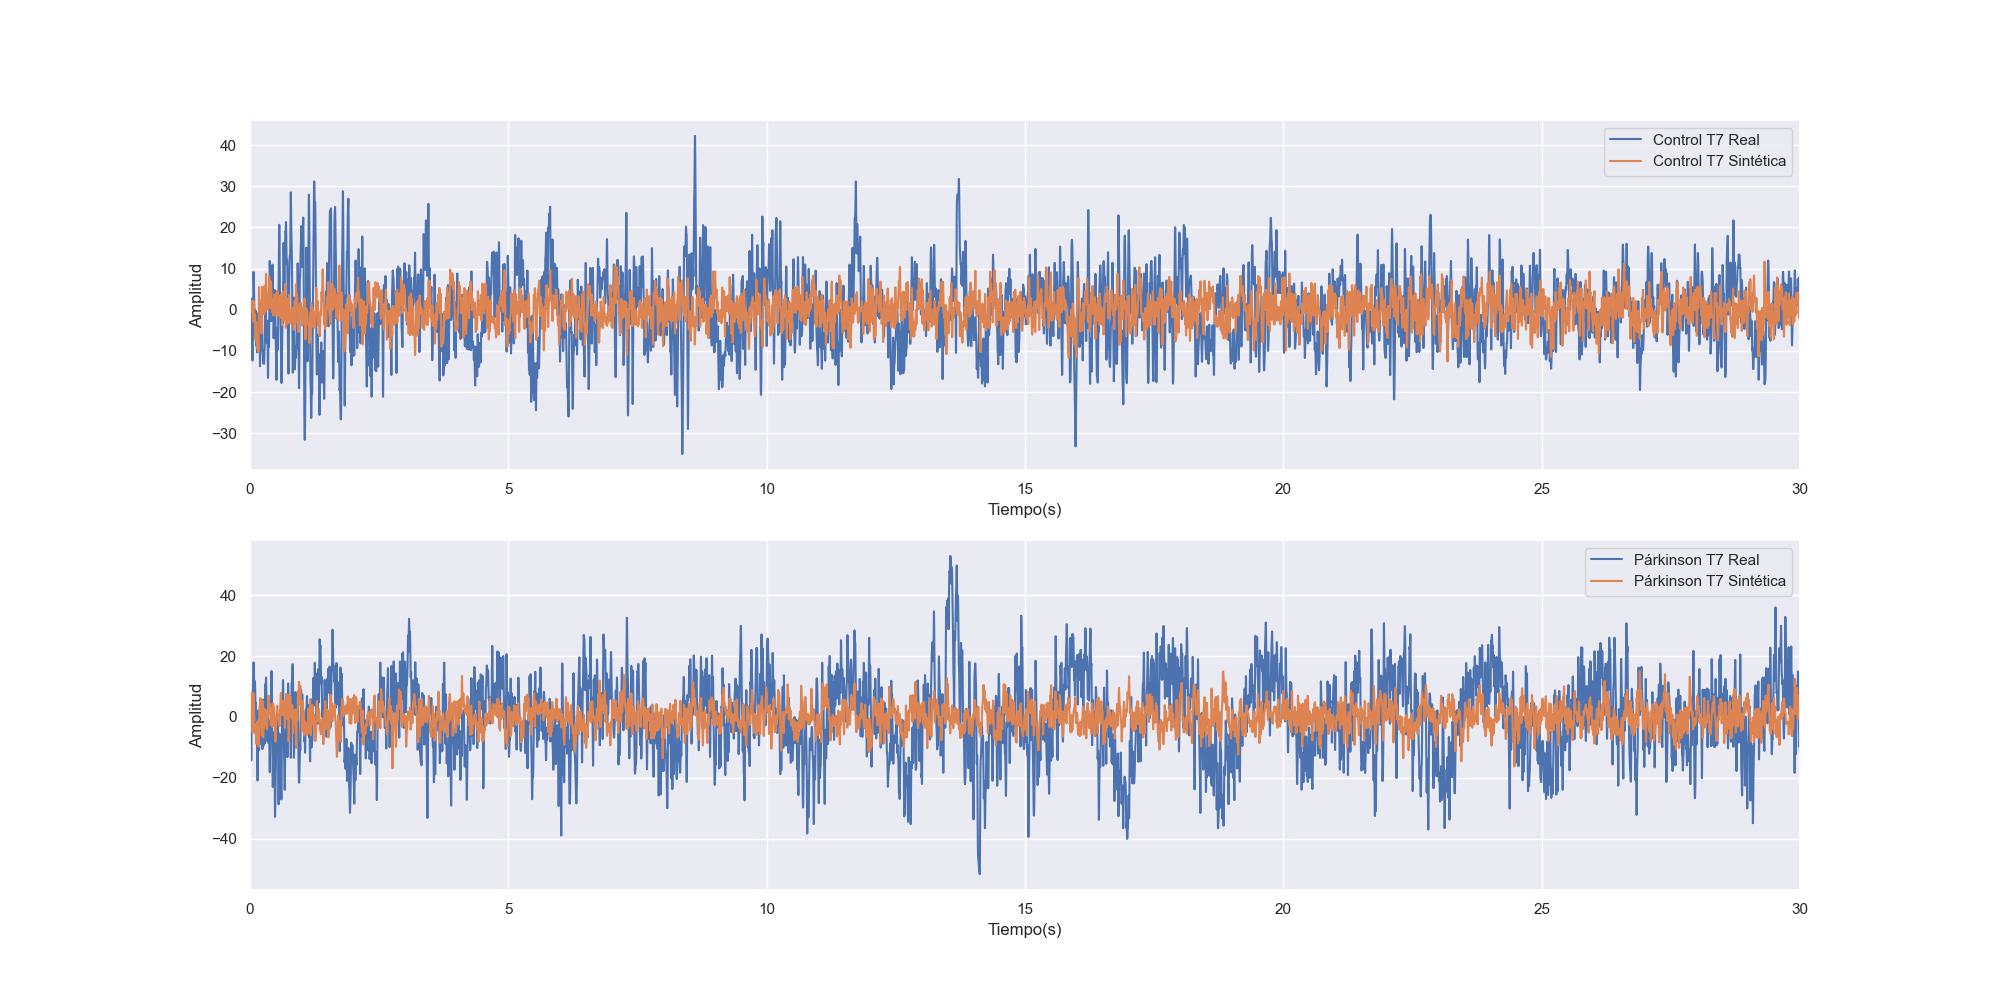 Control T7 Real
Control T7 Sintética
40
30
20
10
0
−10
−20
−30
Amplitud
0 5 10 15 20 25 30
Tiempo(s)
Párkinson T7 Real
Párkinson T7 Sintética
40
20
0
−20
−40
Amplitud
0 5 10 15 20 25 30
Tiempo(s)